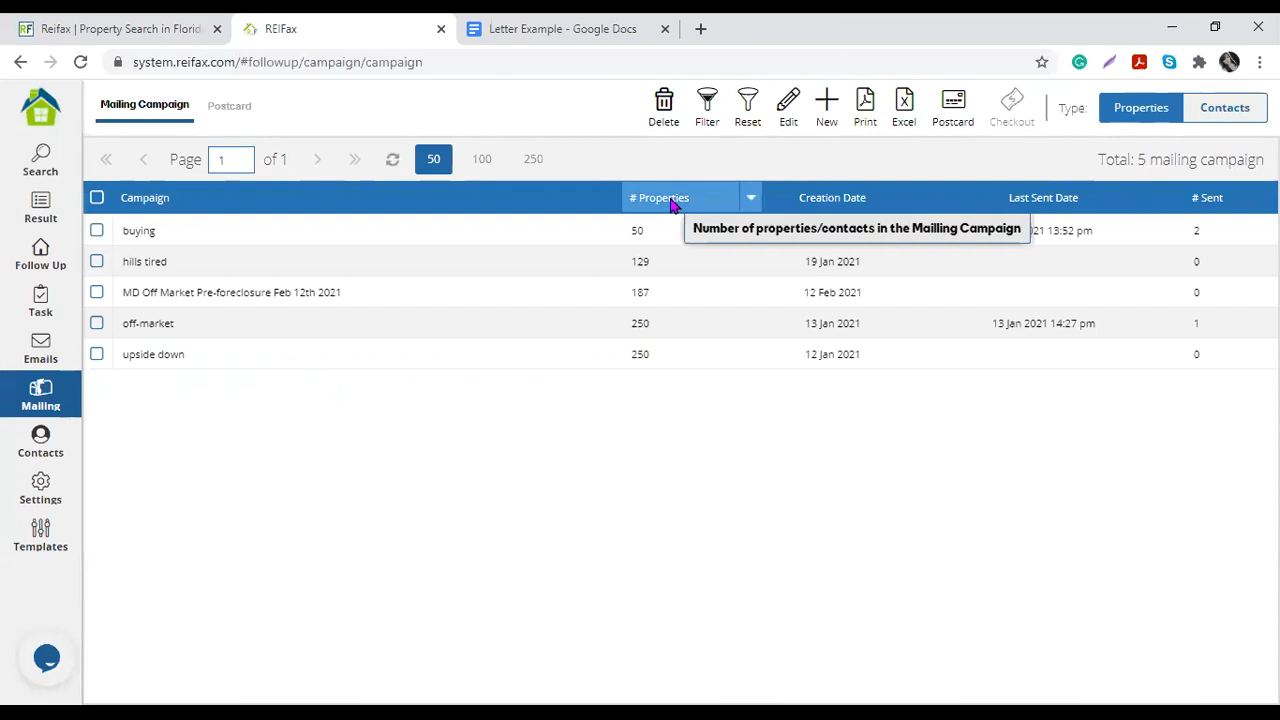 Reifax | Property Search in Florid
REIFax
Letter Example - Google Docs
system.reifax.com/#followup/campaign/campaign
Mailing Campaign
Postcard
Delete
Filter
Reset
Edit
New
Print
Excel
Postcard
Checkout
Type:
Properties
Contacts
Page 1 of 1
50
100
250
Total: 5 mailing campaign
Campaign # Properties Creation Date Last Sent Date # Sent
Number of properties/contacts in the Mailling Campaign
buying 50 2021 13:52 pm 2
hills tired 129 19 Jan 2021 0
MD Off Market Pre-foreclosure Feb 12th 2021 187 12 Feb 2021 0
off-market 250 13 Jan 2021 13 Jan 2021 14:27 pm 1
upside down 250 12 Jan 2021 0
Search
Result
Follow Up
Task
Emails
Mailing
Contacts
Settings
Templates